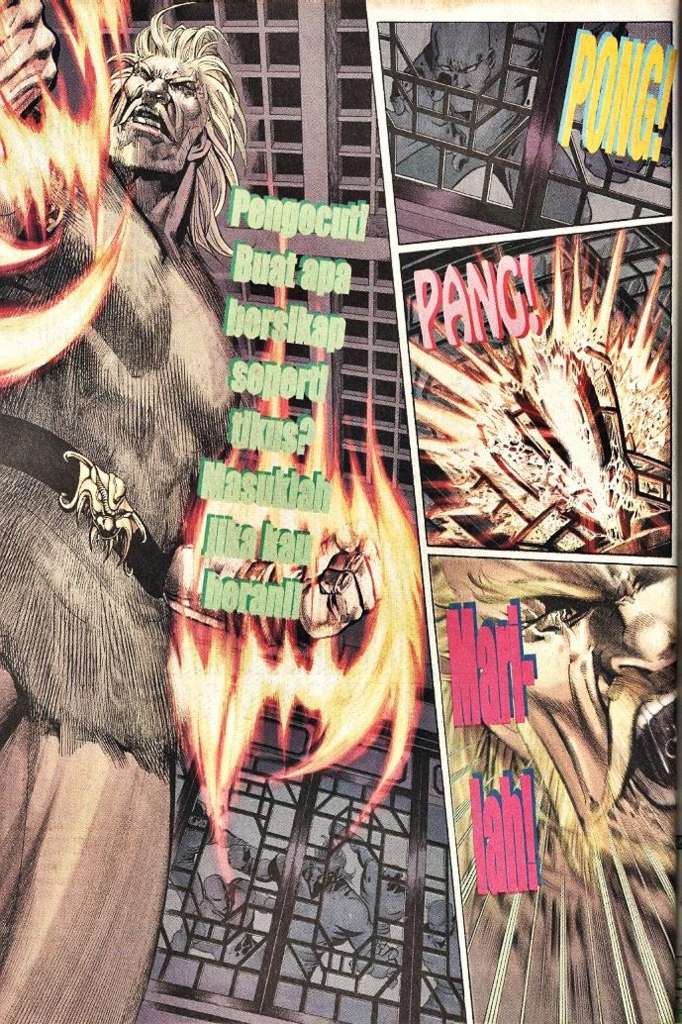 Pengecut!
Buat apa
bersikap
seperti
tikus?
Masuklah
jika kau
berani!
PONG!
PANG!
Mari-
lah!